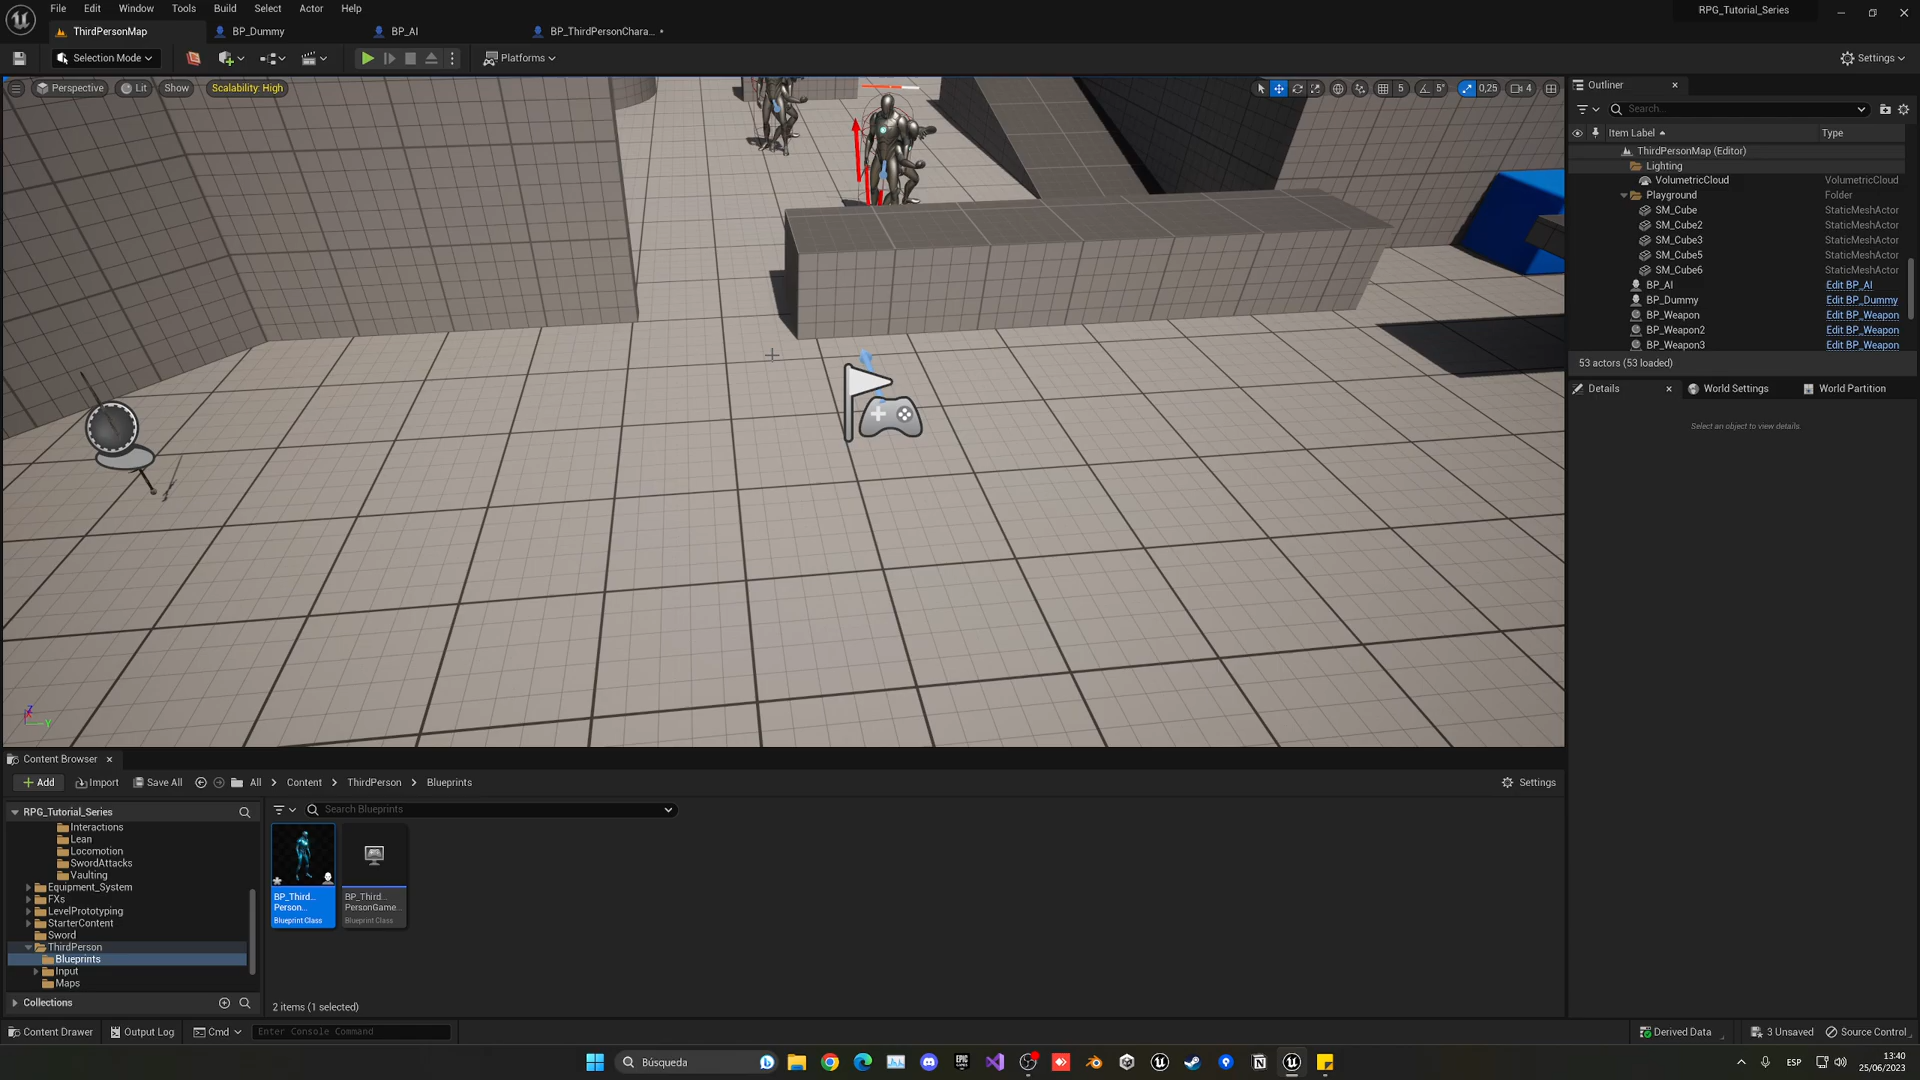 File Edit Window Tools Build Select Actor Help
RPG_Tutorial_Series
ThirdPersonMap BP_Dummy BP_AI BP_ThirdPersonChara...
Selection Mode Platforms Settings
Perspective Lit Show Scalability: High 5 5° 0,25 4
Outliner
Search...
Item Label Type
ThirdPersonMap (Editor)
Lighting
VolumetricCloud VolumetricCloud
Playground Folder
SM_Cube StaticMeshActor
SM_Cube2 StaticMeshActor
SM_Cube3 StaticMeshActor
SM_Cube5 StaticMeshActor
SM_Cube6 StaticMeshActor
BP_AI Edit BP_AI
BP_Dummy Edit BP_Dummy
BP_Weapon Edit BP_Weapon
BP_Weapon2 Edit BP_Weapon
BP_Weapon3 Edit BP_Weapon
53 actors (53 loaded)
Details World Settings World Partition
Select an object to view details.
Z
Y
Content Browser
Add Import Save All All Content ThirdPerson Blueprints Settings
RPG_Tutorial_Series
Search Blueprints
Interactions
Lean
Locomotion
SwordAttacks
Vaulting
Equipment_System
FXs
LevelPrototyping
StarterContent
Sword
ThirdPerson
Blueprints
Input
Maps
BP_Third...
Person...
Blueprint Class
BP_Third...
PersonGame...
Blueprint Class
Collections
2 items (1 selected)
Content Drawer Output Log Cmd Enter Console Command Derived Data 3 Unsaved Source Control
Búsqueda
EPIC
ESP
13:40
25/06/2023